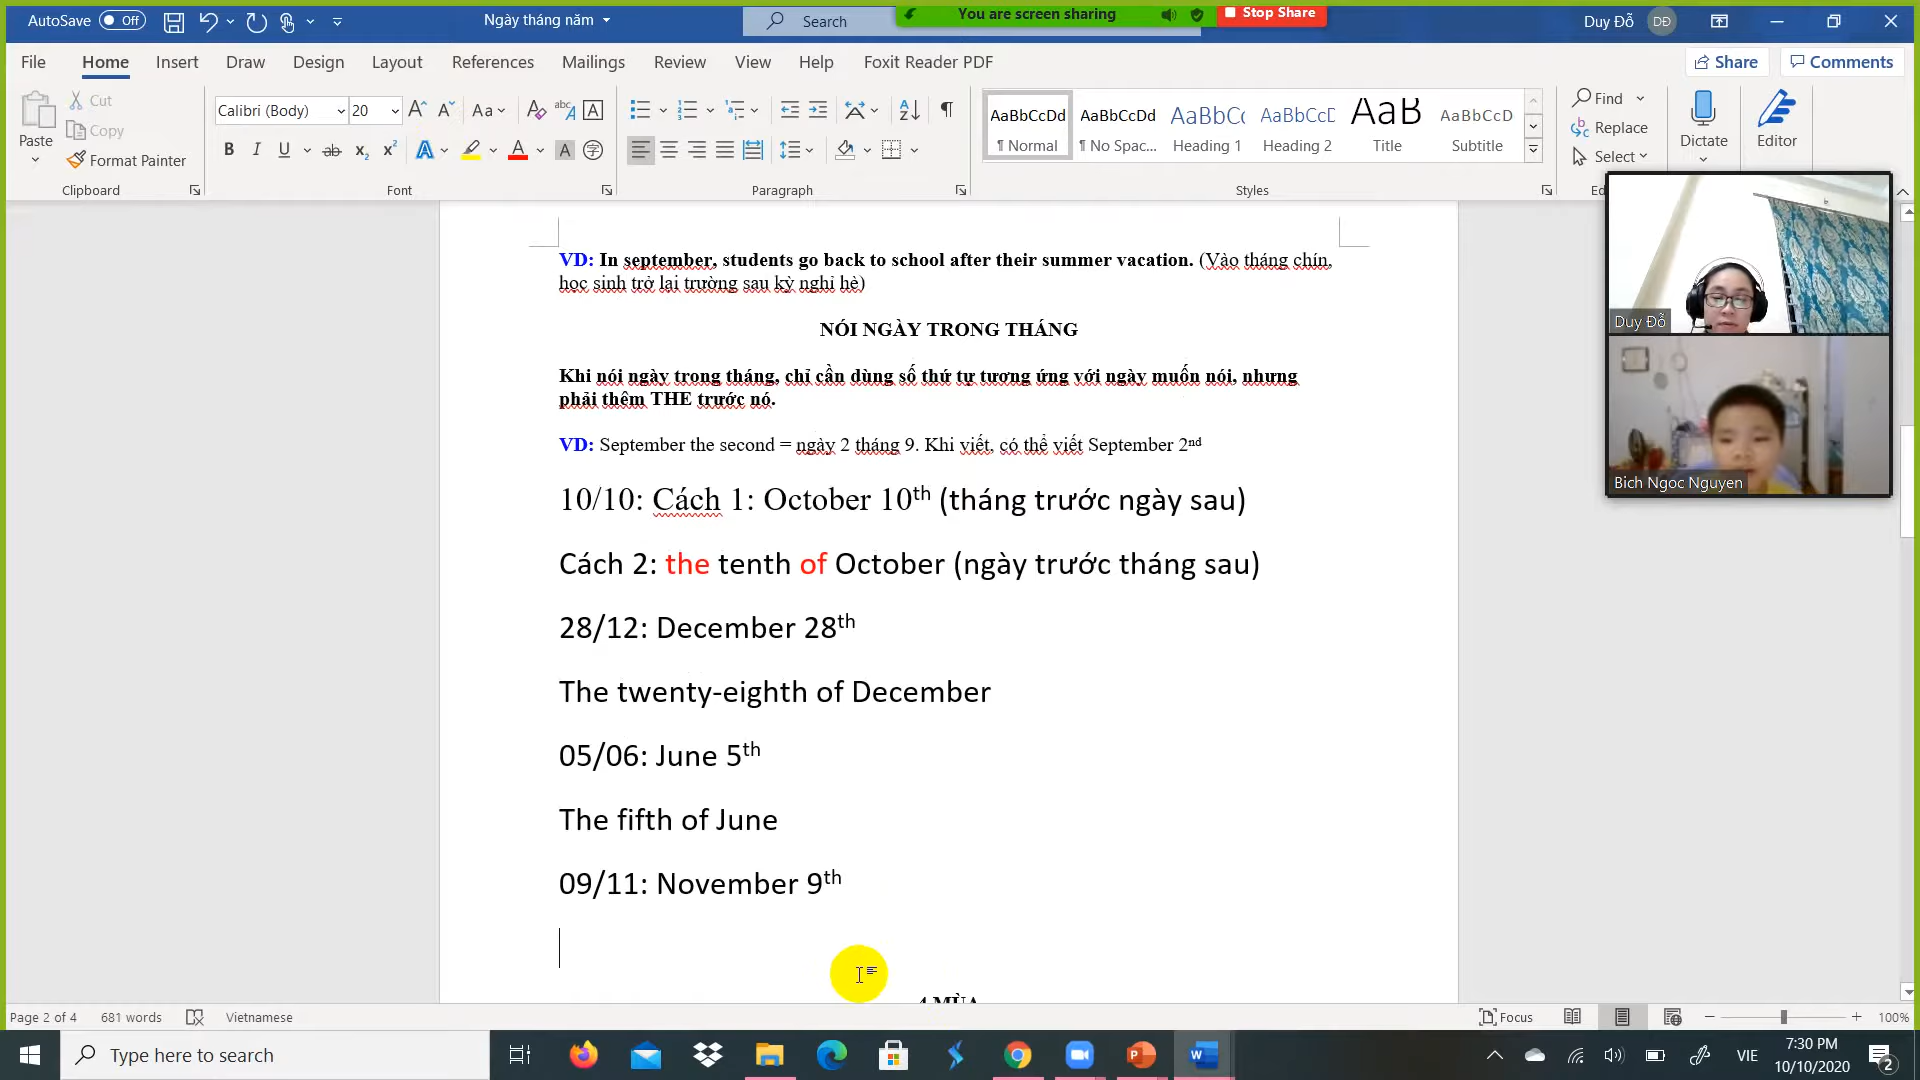 AutoSave Off Ngày tháng năm Search You are screen sharing Stop Share Duy Đỗ DĐ
File Home Insert Draw Design Layout References Mailings Review View Help Foxit Reader PDF Share Comments
Paste Cut Copy Format Painter
Calibri (Body) 20
AaBbCcDd AaBbCcDd AaBbCc AaBbCcD AaB AaBbCcD
¶ Normal ¶ No Spac... Heading 1 Heading 2 Title Subtitle
Find Replace Select Dictate Editor
Clipboard Font Paragraph Styles
VD: In september, students go back to school after their summer vacation. (Vào tháng chín,
học sinh trở lại trường sau kỳ nghỉ hè)
NÓI NGÀY TRONG THÁNG
Khi nói ngày trong tháng, chỉ cần dùng số thứ tự tương ứng với ngày muốn nói, nhưng
phải thêm THE trước nó.
VD: September the second = ngày 2 tháng 9. Khi viết, có thể viết September 2nd
10/10: Cách 1: October 10th (tháng trước ngày sau)
Cách 2: the tenth of October (ngày trước tháng sau)
28/12: December 28th
The twenty-eighth of December
05/06: June 5th
The fifth of June
09/11: November 9th
4 MÙA
Duy Đỗ
Bich Ngoc Nguyen
Page 2 of 4 681 words Vietnamese Focus 100%
Type here to search VIE 7:30 PM
10/10/2020 2